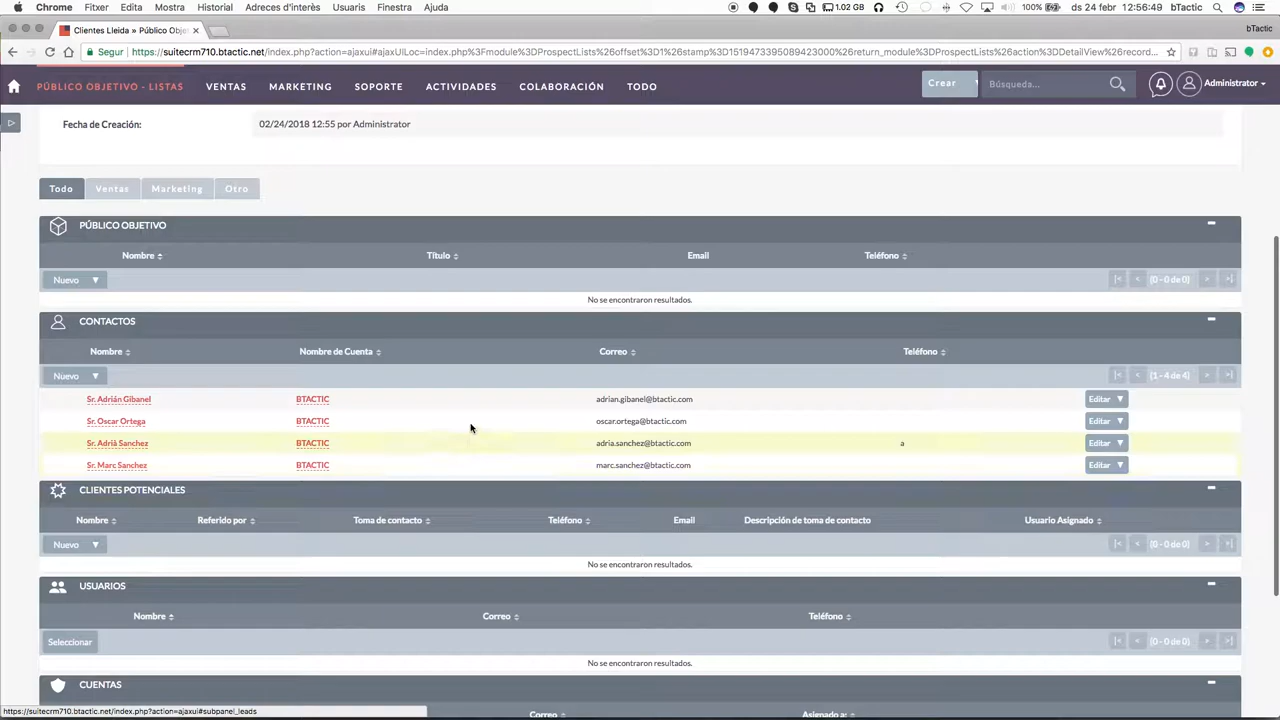 Chrome Fitxer Edita Mostra Historial Adreces d'interès Usuaris Finestra Ajuda 1.02 GB 100% ds 24 febr 12:56:49 bTactic
Clientes Lleida » Público Obje bTactic
Segur https://suitecrm710.btactic.net/index.php?action=ajaxui#ajaxUILoc=index.php%3Fmodule%3DProspectLists%26offset%3D1%26stamp%3D1519473395094230000%26return_module%3DProspectLists%26action%3DDetailView%26record...
PÚBLICO OBJETIVO - LISTAS VENTAS MARKETING SOPORTE ACTIVIDADES COLABORACIÓN TODO Crear Búsqueda... Administrator
Fecha de Creación: 02/24/2018 12:55 por Administrator
Todo Ventas Marketing Otro
PÚBLICO OBJETIVO
Nombre Título Email Teléfono
Nuevo (0 - 0 de 0)
No se encontraron resultados.
CONTACTOS
Nombre Nombre de Cuenta Correo Teléfono
Nuevo (1 - 4 de 4)
Sr. Adrián Gibanel BTACTIC adrian.gibanel@btactic.com Editar
Sr. Oscar Ortega BTACTIC oscar.ortega@btactic.com Editar
Sr. Adrià Sanchez BTACTIC adria.sanchez@btactic.com a Editar
Sr. Marc Sanchez BTACTIC marc.sanchez@btactic.com Editar
CLIENTES POTENCIALES
Nombre Referido por Toma de contacto Teléfono Email Descripción de toma de contacto Usuario Asignado
Nuevo (0 - 0 de 0)
No se encontraron resultados.
USUARIOS
Nombre Correo Teléfono
Seleccionar (0 - 0 de 0)
No se encontraron resultados.
CUENTAS
https://suitecrm710.btactic.net/index.php?action=ajaxui#subpanel_leads
Correo Asignado a: